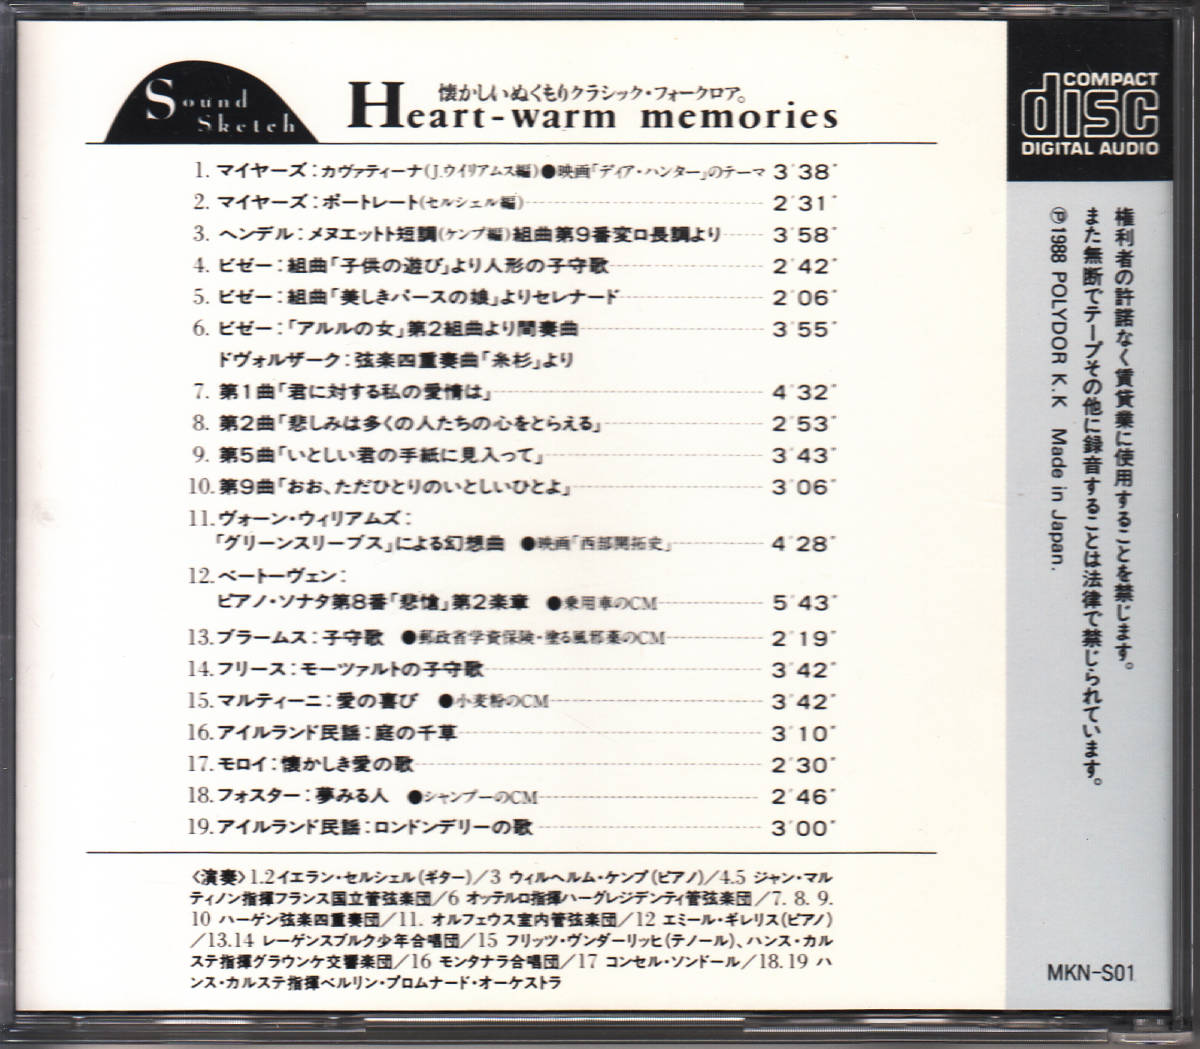 Sound
Sketch
懐かしいぬくもりクラシック・フォークロア。
Heart-warm memories
1. マイヤーズ：カヴァティーナ(J.ウイリアムス編)●映画「ディア・ハンター」のテーマ 3'38"
2. マイヤーズ：ポートレート(セルシェル編) 2'31"
3. ヘンデル：メヌエットト短調(ケンプ編)組曲第9番変ロ長調より 3'58"
4. ビゼー：組曲「子供の遊び」より人形の子守歌 2'42"
5. ビゼー：組曲「美しきパースの娘」よりセレナード 2'06"
6. ビゼー：「アルルの女」第2組曲より間奏曲 3'55"
ドヴォルザーク：弦楽四重奏曲「糸杉」より
7. 第1曲「君に対する私の愛情は」 4'32"
8. 第2曲「悲しみは多くの人たちの心をとらえる」 2'53"
9. 第5曲「いとしい君の手紙に見入って」 3'43"
10. 第9曲「おお、ただひとりのいとしいひとよ」 3'06"
11. ヴォーン・ウィリアムズ：
「グリーンスリーブス」による幻想曲 ●映画「西部開拓史」 4'28"
12. ベートーヴェン：
ピアノ・ソナタ第8番「悲愴」第2楽章 ●乗用車のCM 5'43"
13. ブラームス：子守歌 ●郵政省学資保険・塗る風邪薬のCM 2'19"
14. フリース：モーツァルトの子守歌 3'42"
15. マルティーニ：愛の喜び ●小麦粉のCM 3'42"
16. アイルランド民謡：庭の千草 3'10"
17. モロイ：懐かしき愛の歌 2'30"
18. フォスター：夢みる人 ●シャンプーのCM 2'46"
19. アイルランド民謡：ロンドンデリーの歌 3'00"
〈演奏〉1.2イエラン・セルシェル(ギター)/3 ウィルヘルム・ケンプ(ピアノ)/4.5 ジャン・マル
ティノン指揮フランス国立管弦楽団/6 オッテルロ指揮ハーグレジデンティ管弦楽団/7. 8. 9.
10 ハーゲン弦楽四重奏団/11. オルフェウス室内管弦楽団/12 エミール・ギレリス(ピアノ)
/13.14 レーゲンスブルク少年合唱団/15 フリッツ・ヴンダーリッヒ(テノール)、ハンス・カル
ステ指揮グラウンケ交響楽団/16 モンタナラ合唱団/17 コンセル・ソンドール/18.19 ハ
ンス・カルステ指揮ベルリン・プロムナード・オーケストラ
COMPACT
disc
DIGITAL AUDIO
権利者の許諾なく賃貸業に使用することを禁じます。
また無断でテープその他に録音することは法律で禁じられています。
Ⓟ1988 POLYDOR K.K Made in Japan.
MKN-S01